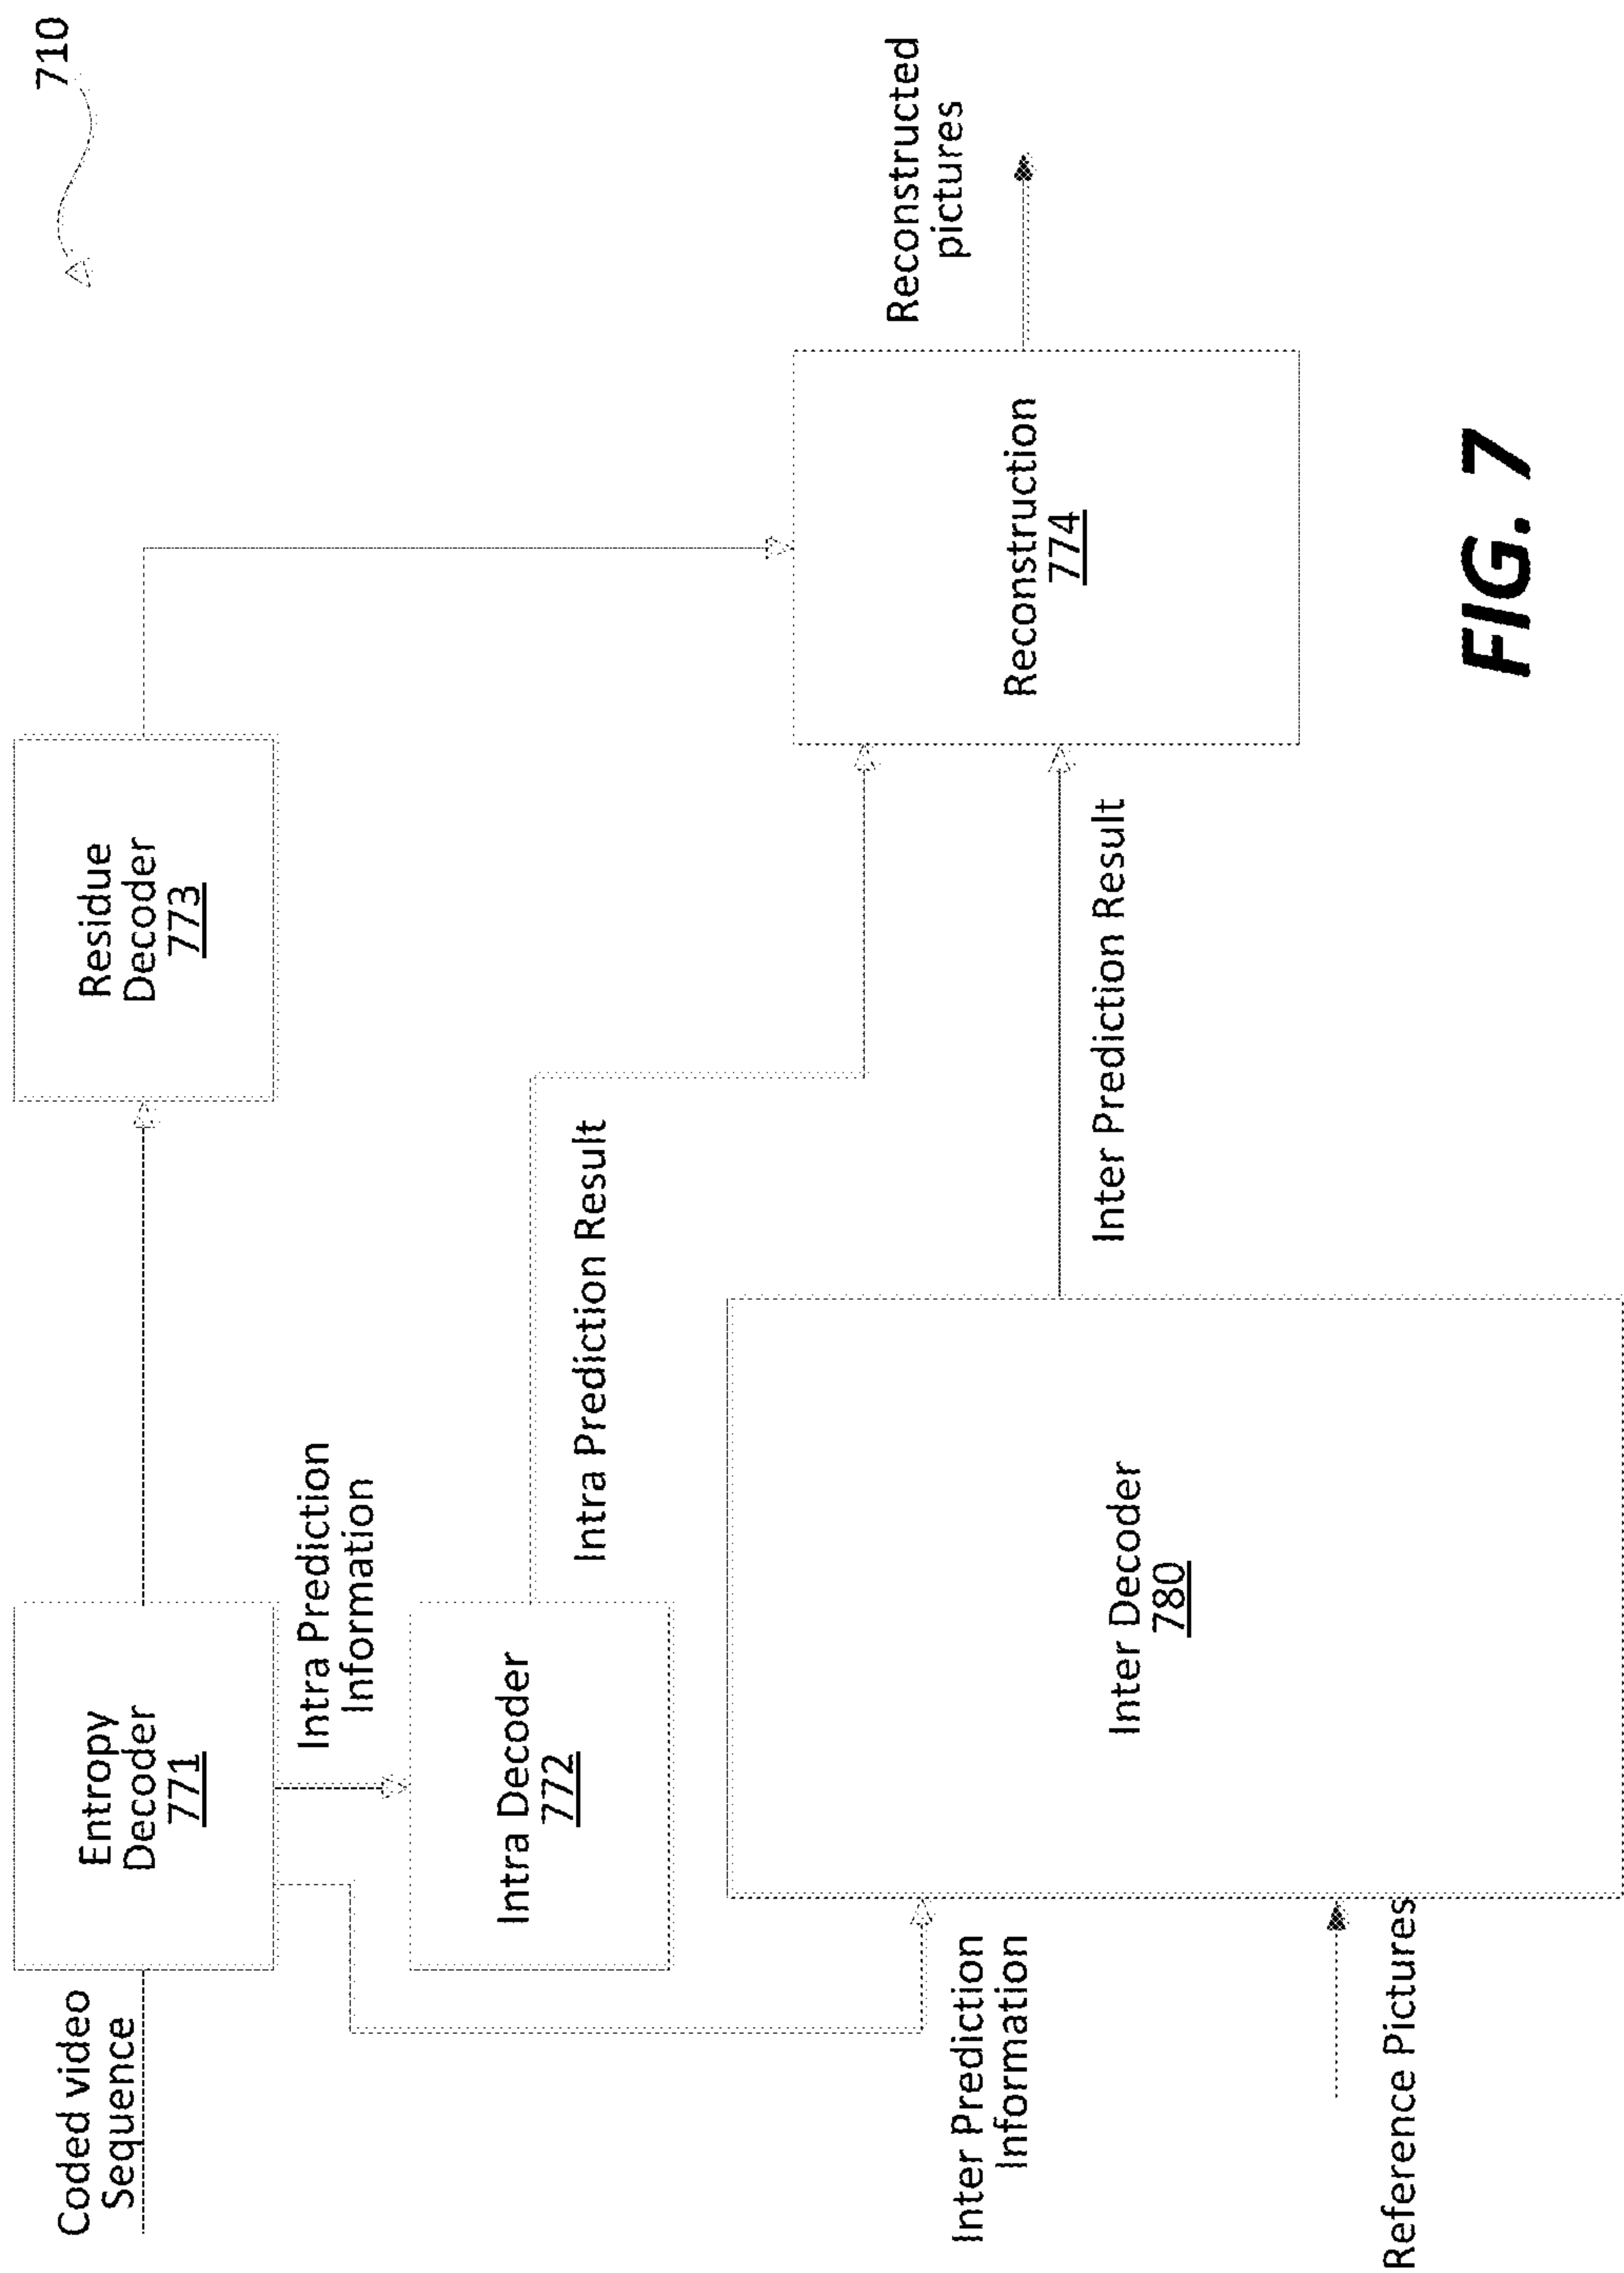 710
Coded video
Sequence
Entropy
Decoder
771
Residue
Decoder
773
Intra Prediction
Information
Intra Decoder
772
Intra Prediction Result
Reconstructed
pictures
Inter Prediction
Information
Inter Decoder
780
Inter Prediction Result
Reconstruction
774
Reference Pictures
FIG. 7